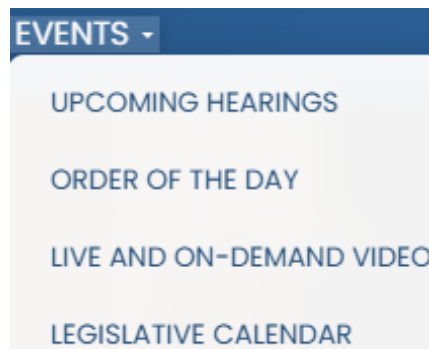 EVENTS -
UPCOMING HEARINGS
ORDER OF THE DAY
LIVE AND ON-DEMAND VIDEO
LEGISLATIVE CALENDAR